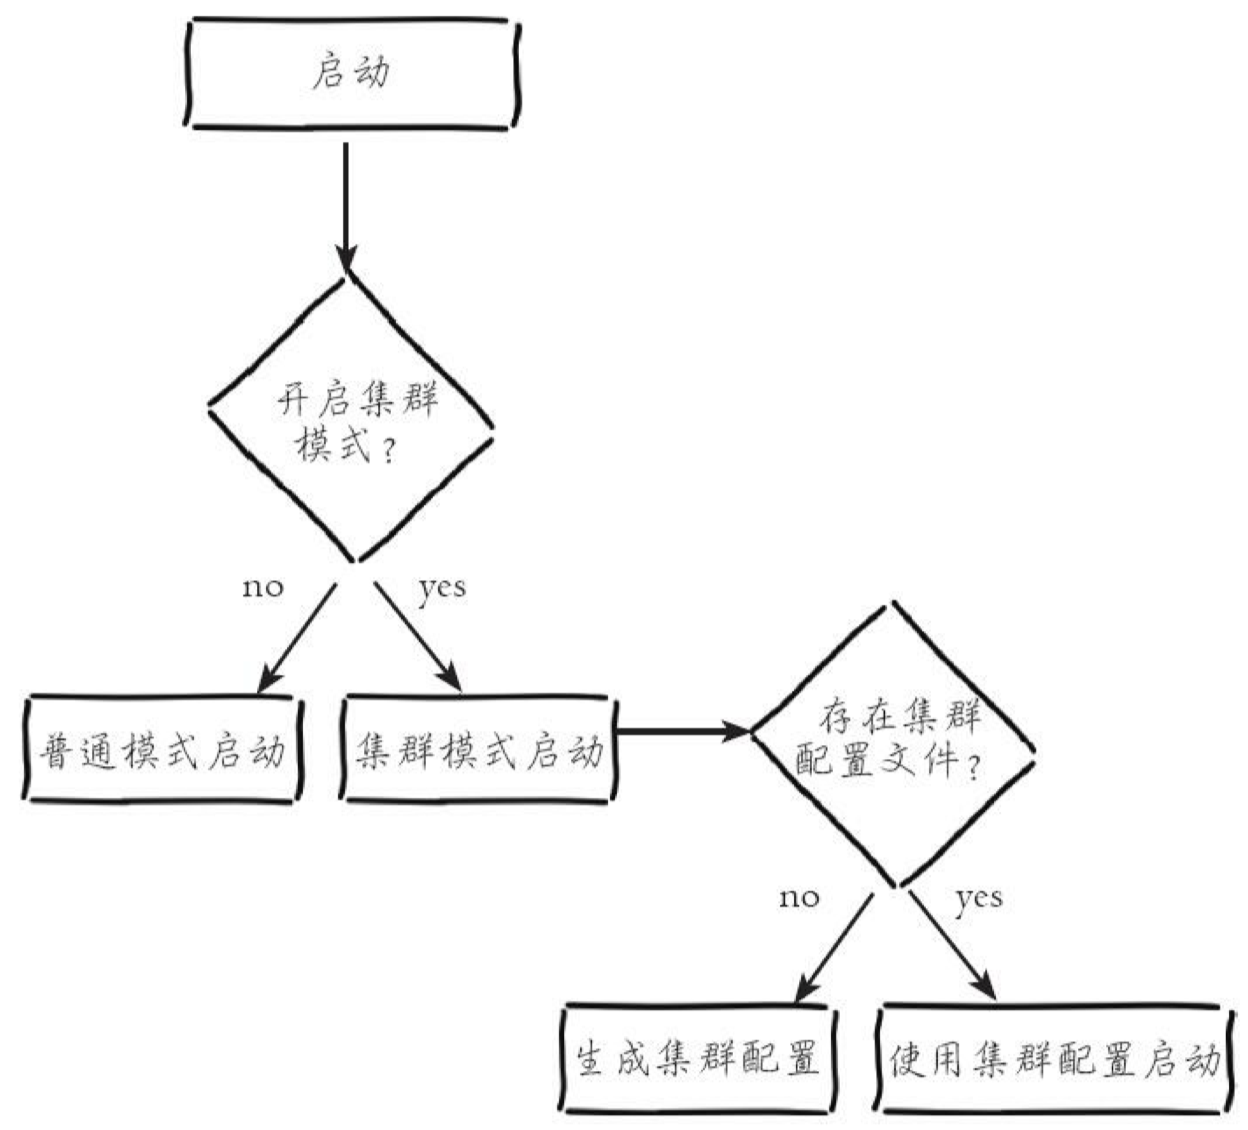 启动
开启集群
模式?
no
yes
普通模式启动
集群模式启动
存在集群
配置文件?
no
yes
生成集群配置
使用集群配置启动